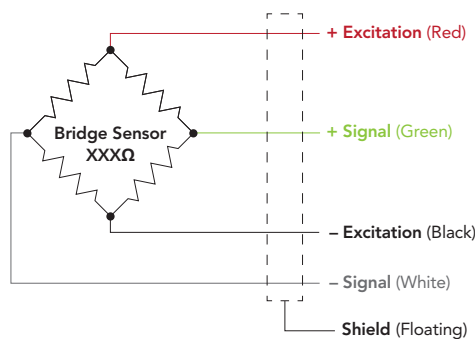 + Excitation (Red)
Bridge Sensor
XXXΩ
+ Signal (Green)
– Excitation (Black)
– Signal (White)
Shield (Floating)